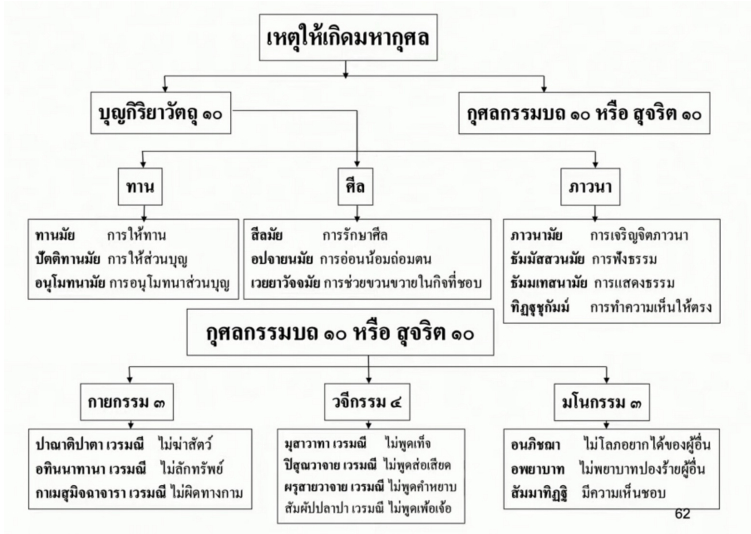 เหตุให้เกิดมหากุศล
บุญกิริยาวัตถุ ๑๐
กุศลกรรมบถ ๑๐ หรือ สุจริต ๑๐
ทาน
ศีล
ภาวนา
ทานมัย การให้ทาน
ปัตติทานมัย การให้ส่วนบุญ
อนุโมทนามัย การอนุโมทนาส่วนบุญ
สีลมัย การรักษาศีล
อปจายนมัย การอ่อนน้อมถ่อมตน
เวยยาวัจจมัย การช่วยขวนขวายในกิจที่ชอบ
ภาวนามัย การเจริญจิตภาวนา
ธัมมัสสวนมัย การฟังธรรม
ธัมมเทสนามัย การแสดงธรรม
ทิฏฐุชุกัมม์ การทำความเห็นให้ตรง
กุศลกรรมบถ ๑๐ หรือ สุจริต ๑๐
กายกรรม ๓
วจีกรรม ๔
มโนกรรม ๓
ปาณาติปาตา เวรมณี ไม่ฆ่าสัตว์
อทินนาทานา เวรมณี ไม่ลักทรัพย์
กาเมสุมิจฉาจารา เวรมณี ไม่ผิดทางกาม
มุสาวาทา เวรมณี ไม่พูดเท็จ
ปิสุณวาจาย เวรมณี ไม่พูดส่อเสียด
ผรุสายวาจาย เวรมณี ไม่พูดคำหยาบ
สัมผัปปลาปา เวรมณี ไม่พูดเพ้อเจ้อ
อนภิชฌา ไม่โลภอยากได้ของผู้อื่น
อพยาบาท ไม่พยาบาทปองร้ายผู้อื่น
สัมมาทิฏฐิ มีความเห็นชอบ
62